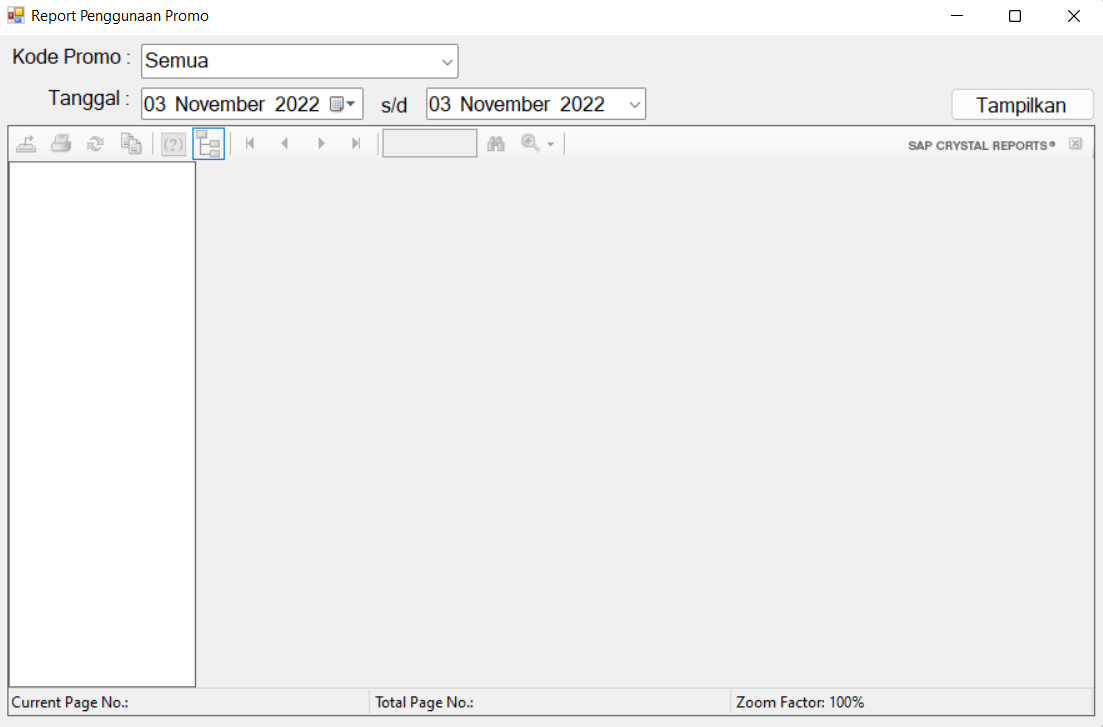 Report Penggunaan Promo
Kode Promo : Semua
Tanggal : 03 November 2022 s/d 03 November 2022 Tampilkan
(?) SAP CRYSTAL REPORTS®
Current Page No.: Total Page No.: Zoom Factor: 100%